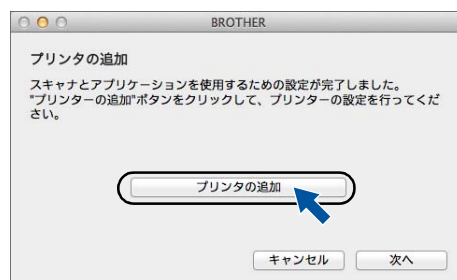 BROTHER
プリンタの追加
スキャナとアプリケーションを使用するための設定が完了しました。
"プリンターの追加"ボタンをクリックして、プリンターの設定を行ってくだ
さい。
プリンタの追加
キャンセル 次へ